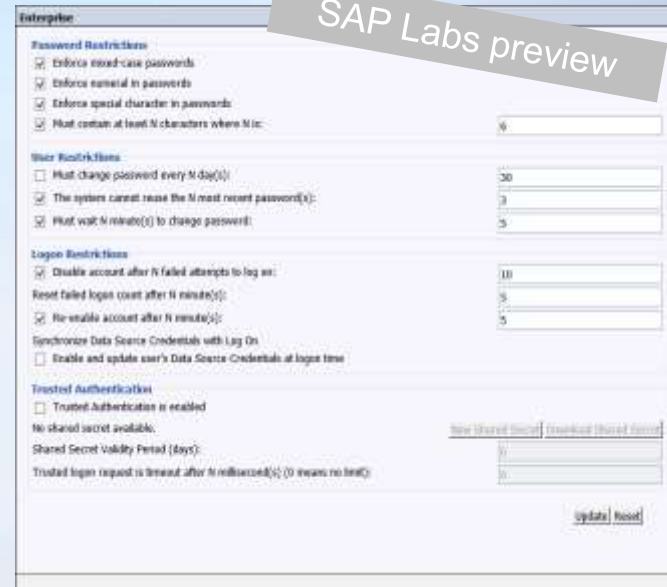 Enterprise
SAP Labs preview
Password Restrictions
Enforce mixed-case passwords
Enforce numeral in passwords
Enforce special character in passwords
Must contain at least N characters where N is:
6
User Restrictions
Must change password every N day(s):
30
The system cannot reuse the N most recent password(s):
3
Must wait N minute(s) to change password:
5
Logon Restrictions
Disable account after N failed attempts to log on:
10
Reset failed logon count after N minute(s):
5
Re-enable account after N minute(s):
5
Synchronize Data Source Credentials with Log On
Enable and update user's Data Source Credentials at logon time
Trusted Authentication
Trusted Authentication is enabled
No shared secret available.
New Shared Secret Download Shared Secret
Shared Secret Validity Period (days):
0
Trusted logon request is timeout after N millisecond(s) (0 means no limit):
0
Update Reset